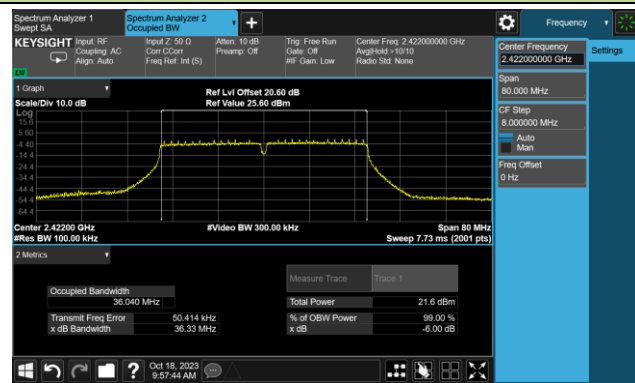 Spectrum Analyzer 1
Swept SA
Spectrum Analyzer 2
Occupied BW
Frequency
KEYSIGHT
Input: RF
Coupling: AC
Align: Auto
Input Z: 50 Ω
Corr CCorr
Freq Ref: Int (S)
Atten: 10 dB
Preamp: Off
Trig: Free Run
Gate: Off
#IF Gain: Low
Center Freq: 2.422000000 GHz
Avg|Hold:>10/10
Radio Std: None
Center Frequency
2.422000000 GHz
Settings
Span
80.000 MHz
CF Step
8.000000 MHz
Auto
Man
Freq Offset
0 Hz
1 Graph
Scale/Div 10.0 dB
Ref Lvl Offset 20.60 dB
Ref Value 25.60 dBm
Log
15.6
5.60
-4.40
-14.4
-24.4
-34.4
-44.4
-54.4
-64.4
Center 2.42200 GHz
#Video BW 300.00 kHz
Span 80 MHz
#Res BW 100.00 kHz
Sweep 7.73 ms (2001 pts)
2 Metrics
Measure Trace
Trace 1
Occupied Bandwidth
36.040 MHz
Total Power
21.6 dBm
Transmit Freq Error
50.414 kHz
% of OBW Power
99.00 %
x dB Bandwidth
36.33 MHz
x dB
-6.00 dB
?
Oct 18, 2023
9:57:44 AM